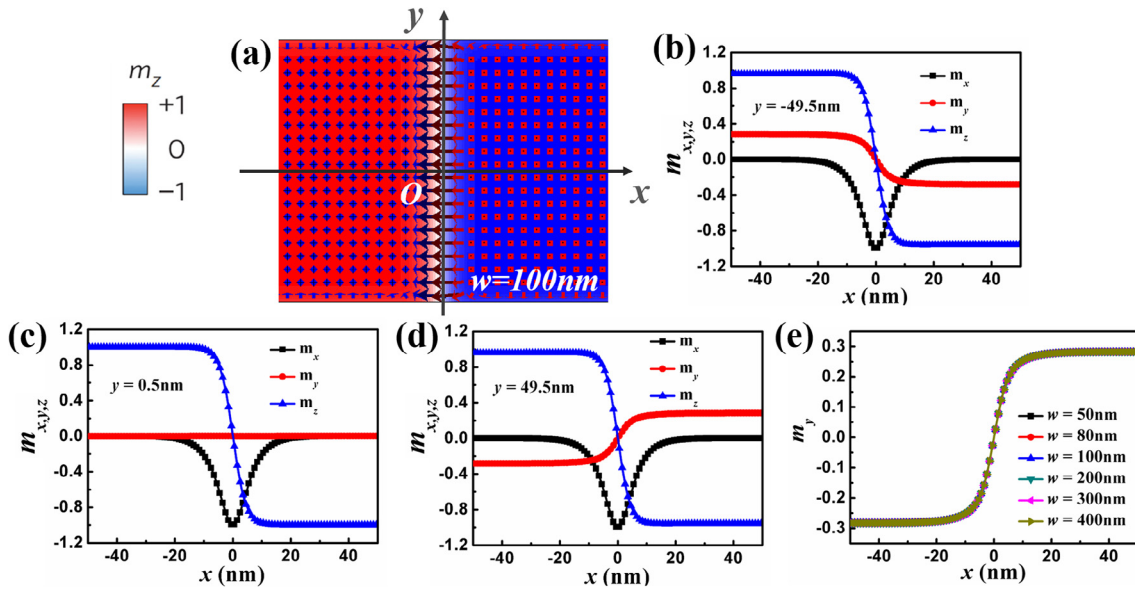 (a)
y
x
O
w=100nm
m_z
+1
0
−1
(b)
m_x,y,z
1.2
0.8
0.4
0.0
-0.4
-0.8
-1.2
y = -49.5nm
m_x
m_y
m_z
-40 -20 0 20 40
x (nm)
(c)
m_x,y,z
1.2
0.8
0.4
0.0
-0.4
-0.8
-1.2
y = 0.5nm
m_x
m_y
m_z
-40 -20 0 20 40
x (nm)
(d)
m_x,y,z
1.2
0.8
0.4
0.0
-0.4
-0.8
-1.2
y = 49.5nm
m_x
m_y
m_z
-40 -20 0 20 40
x (nm)
(e)
m_y
0.3
0.2
0.1
0.0
-0.1
-0.2
-0.3
w = 50nm
w = 80nm
w = 100nm
w = 200nm
w = 300nm
w = 400nm
-40 -20 0 20 40
x (nm)